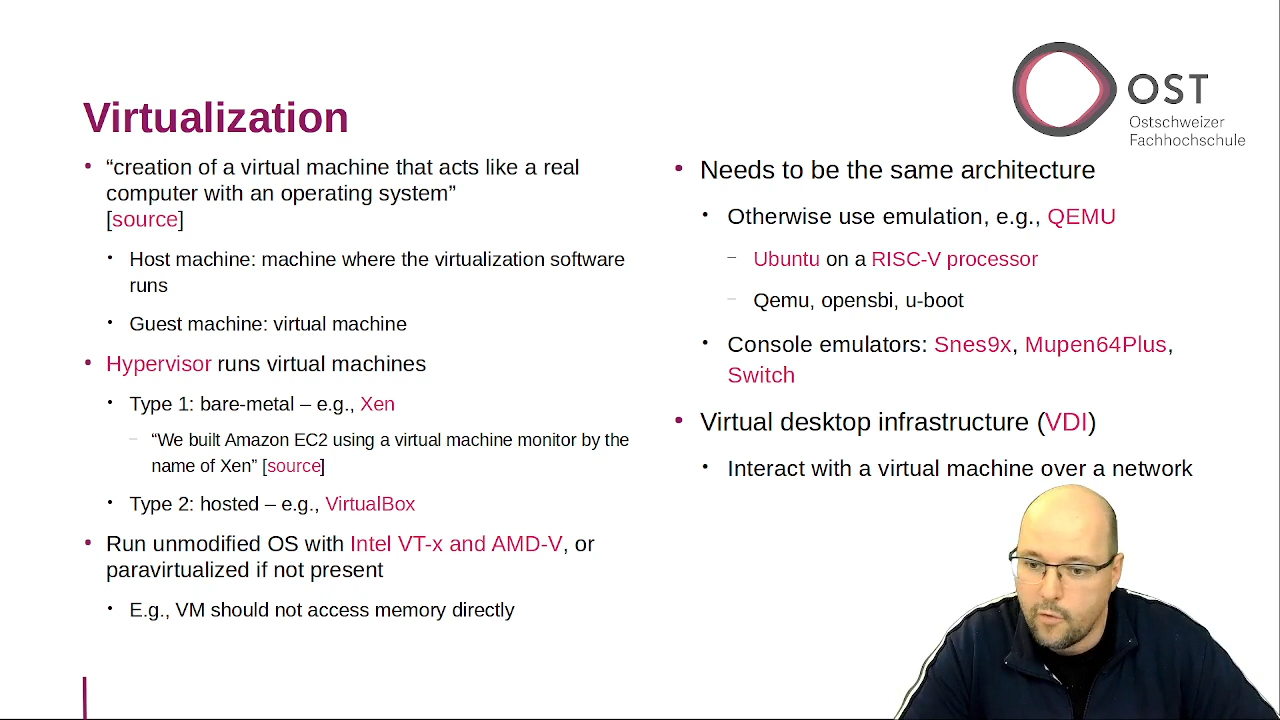 Virtualization
OST
Ostschweizer
Fachhochschule
• “creation of a virtual machine that acts like a real
computer with an operating system”
[source]
• Host machine: machine where the virtualization software
runs
• Guest machine: virtual machine
• Hypervisor runs virtual machines
• Type 1: bare-metal – e.g., Xen
– “We built Amazon EC2 using a virtual machine monitor by the
name of Xen” [source]
• Type 2: hosted – e.g., VirtualBox
• Run unmodified OS with Intel VT-x and AMD-V, or
paravirtualized if not present
• E.g., VM should not access memory directly
• Needs to be the same architecture
• Otherwise use emulation, e.g., QEMU
– Ubuntu on a RISC-V processor
– Qemu, opensbi, u-boot
• Console emulators: Snes9x, Mupen64Plus,
Switch
• Virtual desktop infrastructure (VDI)
• Interact with a virtual machine over a network